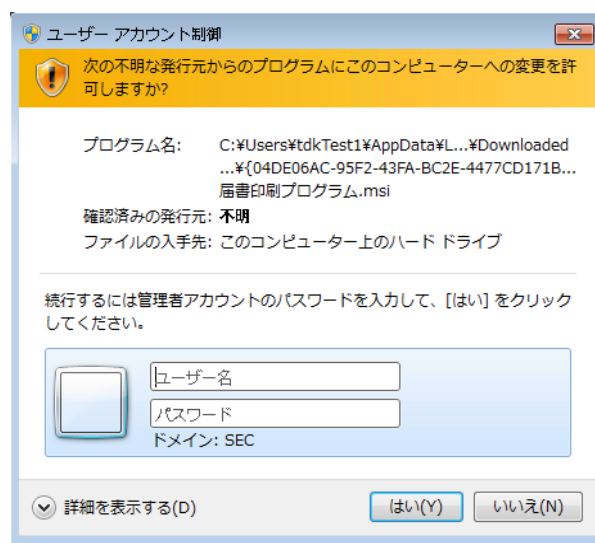 ユーザー アカウント制御
次の不明な発行元からのプログラムにこのコンピューターへの変更を許
可しますか?
プログラム名: C:¥Users¥tdkTest1¥AppData¥L...¥Downloaded
...¥{04DE06AC-95F2-43FA-BC2E-4477CD171B...
届書印刷プログラム.msi
確認済みの発行元: 不明
ファイルの入手先: このコンピューター上のハード ドライブ
続行するには管理者アカウントのパスワードを入力して、[はい] をクリック
してください。
ユーザー名
パスワード
ドメイン: SEC
詳細を表示する(D)
はい(Y)
いいえ(N)